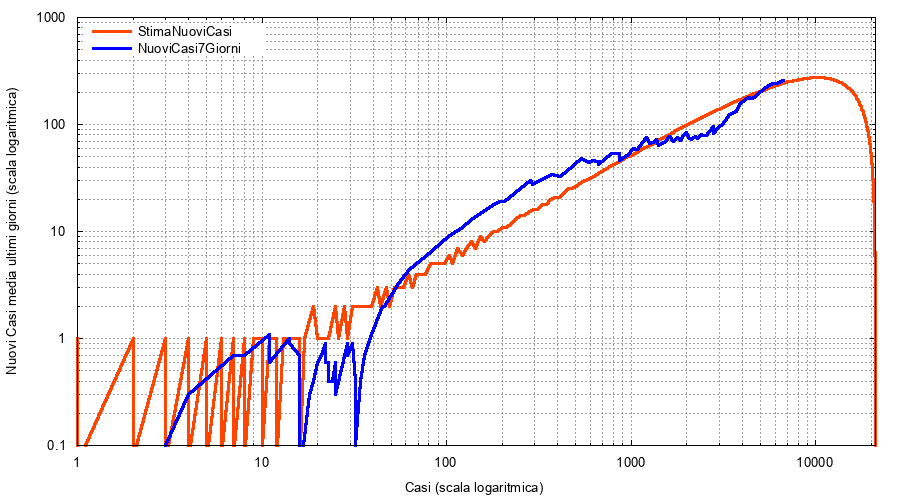 1000
StimaNuoviCasi
NuoviCasi7Giorni
100
10
1
0.1
1 10 100 1000 10000
Nuovi Casi media ultimi giorni (scala logaritmica)
Casi (scala logaritmica)